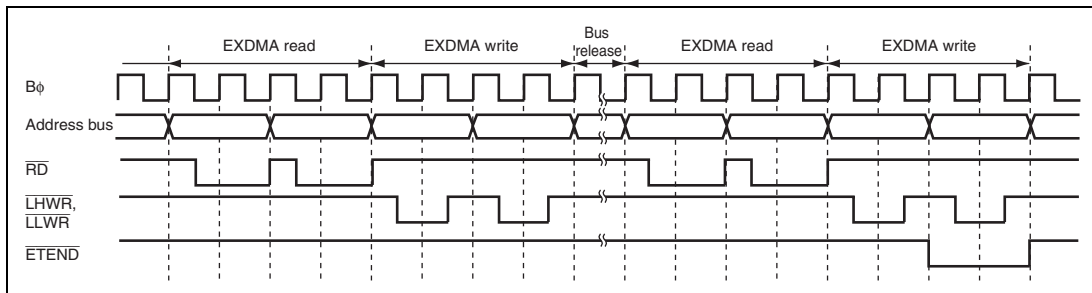 Bus
EXDMA read EXDMA write release EXDMA read EXDMA write
Bϕ
Address bus
RD
LHWR,
LLWR
ETEND